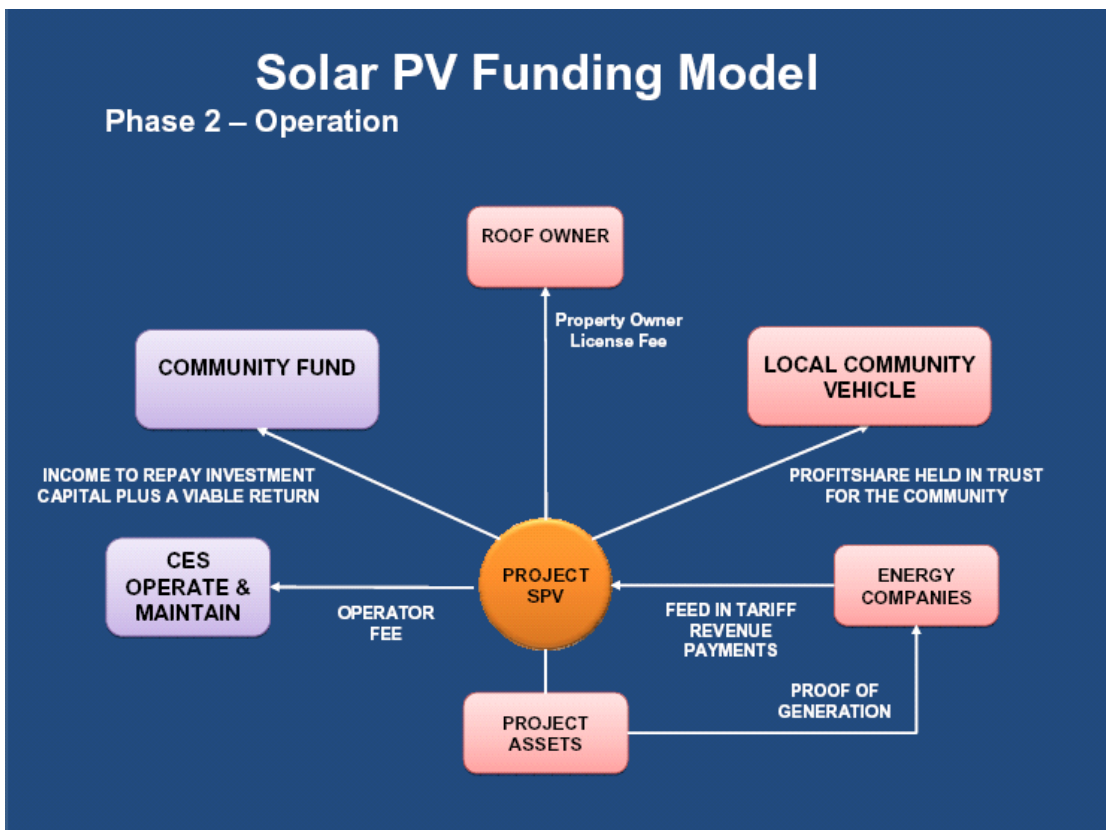 Solar PV Funding Model
Phase 2 – Operation
ROOF OWNER
Property Owner
License Fee
COMMUNITY FUND
LOCAL COMMUNITY
VEHICLE
INCOME TO REPAY INVESTMENT
CAPITAL PLUS A VIABLE RETURN
PROFITSHARE HELD IN TRUST
FOR THE COMMUNITY
CES
OPERATE &
MAINTAIN
OPERATOR
FEE
PROJECT
SPV
FEED IN TARIFF
REVENUE
PAYMENTS
ENERGY
COMPANIES
PROOF OF
GENERATION
PROJECT
ASSETS